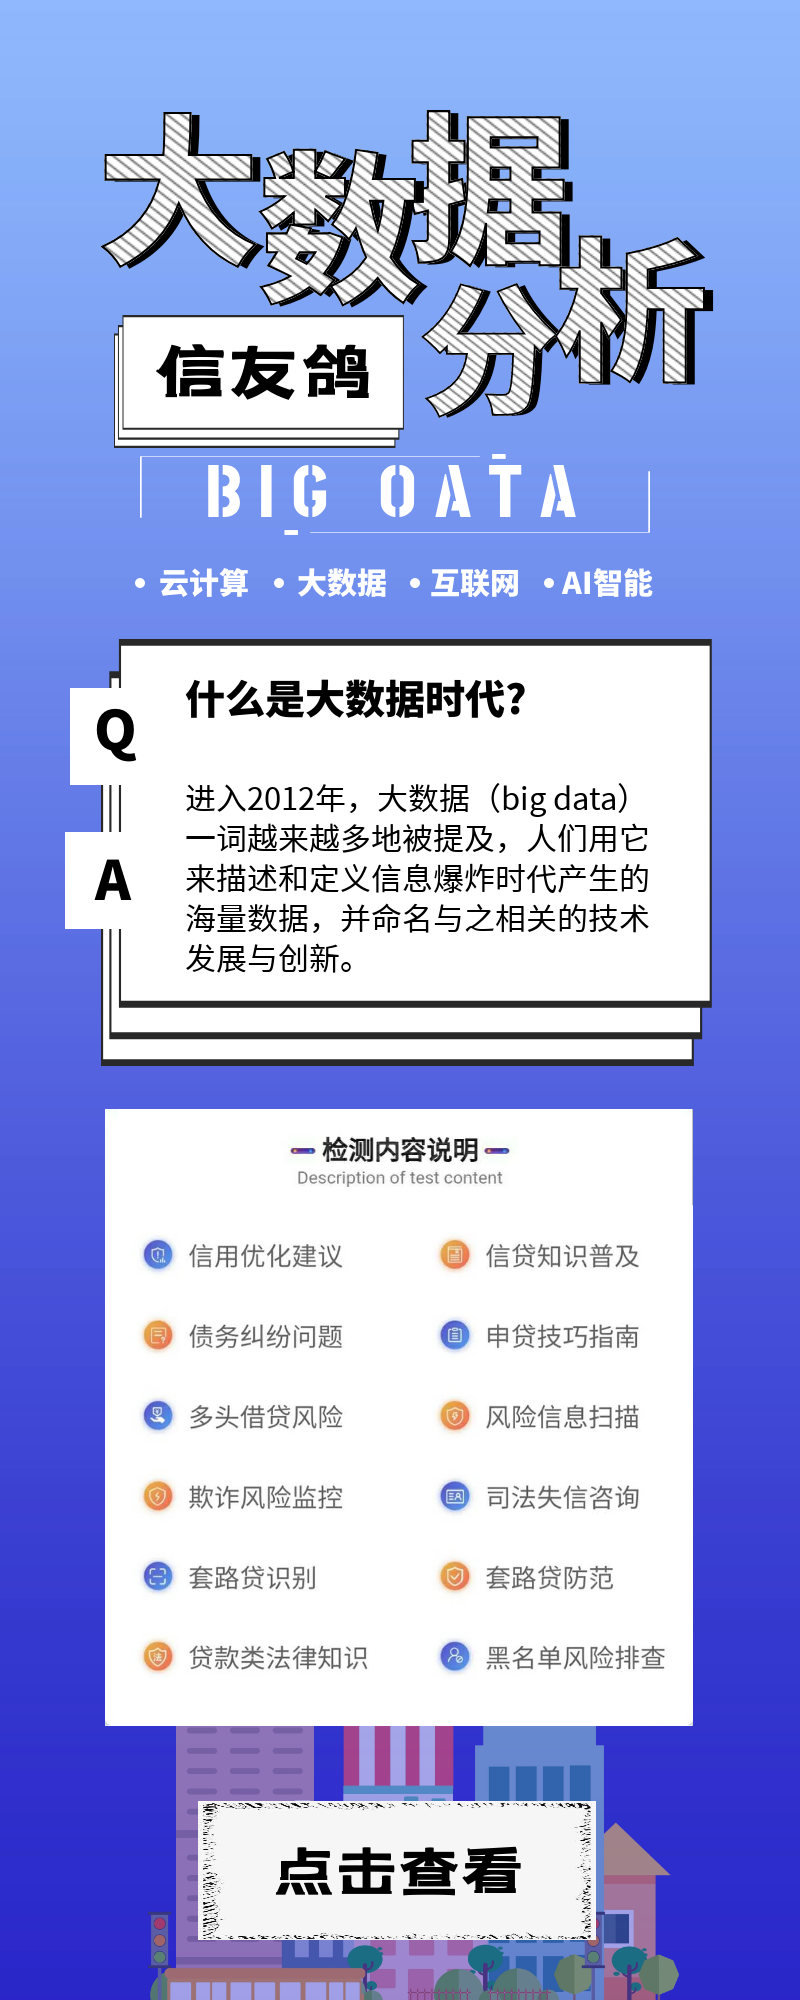 大数据
分析
信友鸽
BIG OATA
• 云计算 • 大数据 • 互联网 • AI智能
Q
什么是大数据时代?
A
进入2012年，大数据（big data）
一词越来越多地被提及，人们用它
来描述和定义信息爆炸时代产生的
海量数据，并命名与之相关的技术
发展与创新。
检测内容说明
Description of test content
信用优化建议 信贷知识普及
债务纠纷问题 申贷技巧指南
多头借贷风险 风险信息扫描
欺诈风险监控 司法失信咨询
套路贷识别 套路贷防范
贷款类法律知识 黑名单风险排查
点击查看